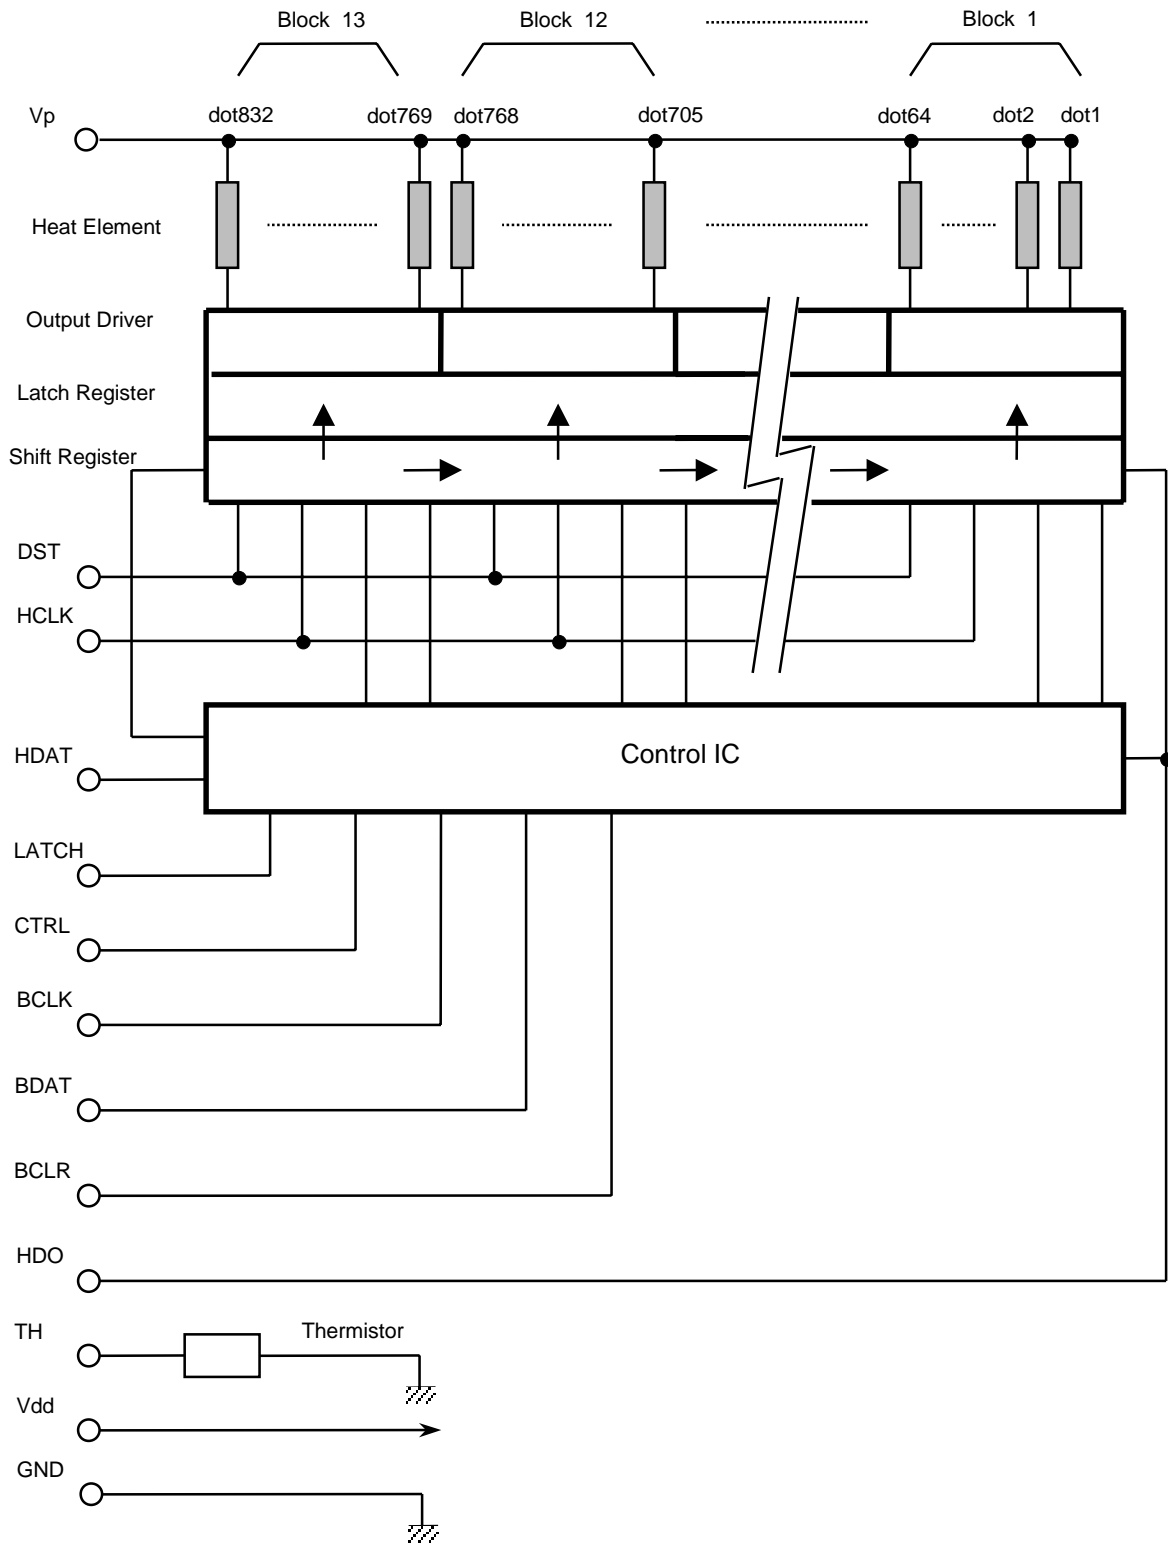 Block 13
Block 12
Block 1
Vp
dot832
dot769
dot768
dot705
dot64
dot2
dot1
Heat Element
Output Driver
Latch Register
Shift Register
DST
HCLK
Control IC
HDAT
LATCH
CTRL
BCLK
BDAT
BCLR
HDO
TH
Thermistor
Vdd
GND